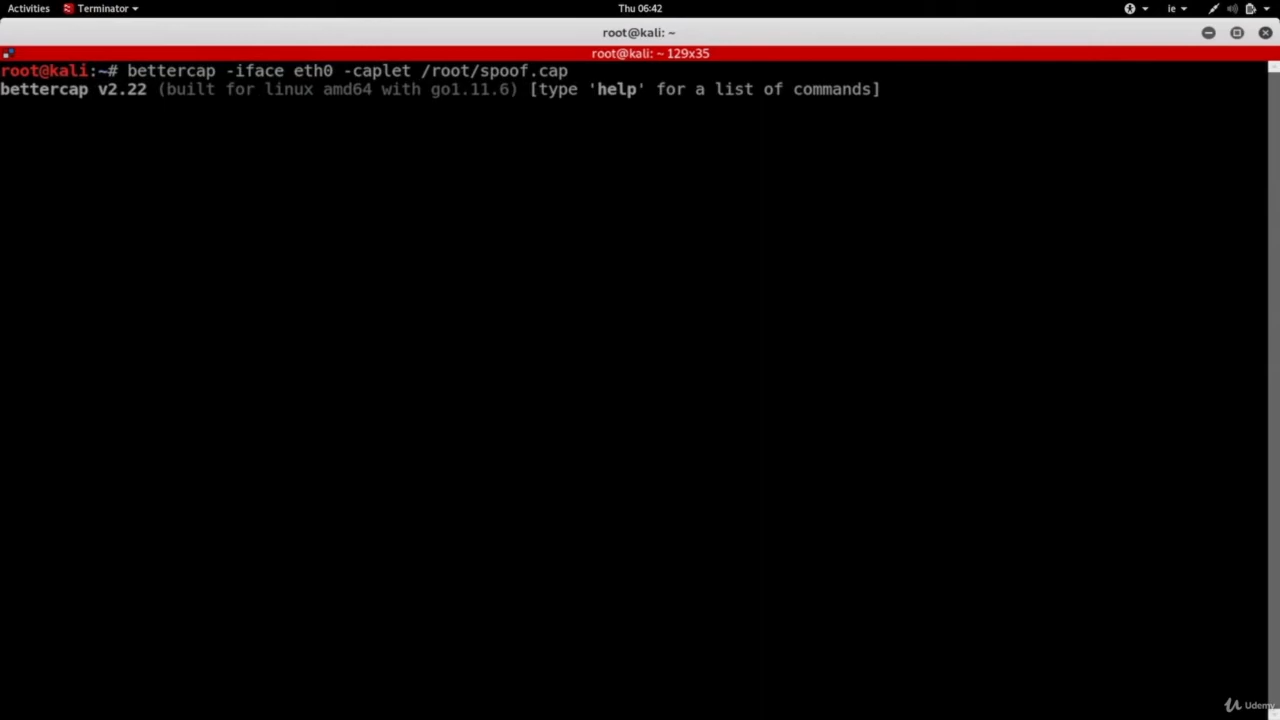 Activities Terminator Thu 06:42 ie
root@kali: ~
root@kali: ~ 129x35
root@kali:~# bettercap -iface eth0 -caplet /root/spoof.cap
bettercap v2.22 (built for linux amd64 with go1.11.6) [type 'help' for a list of commands]
Udemy